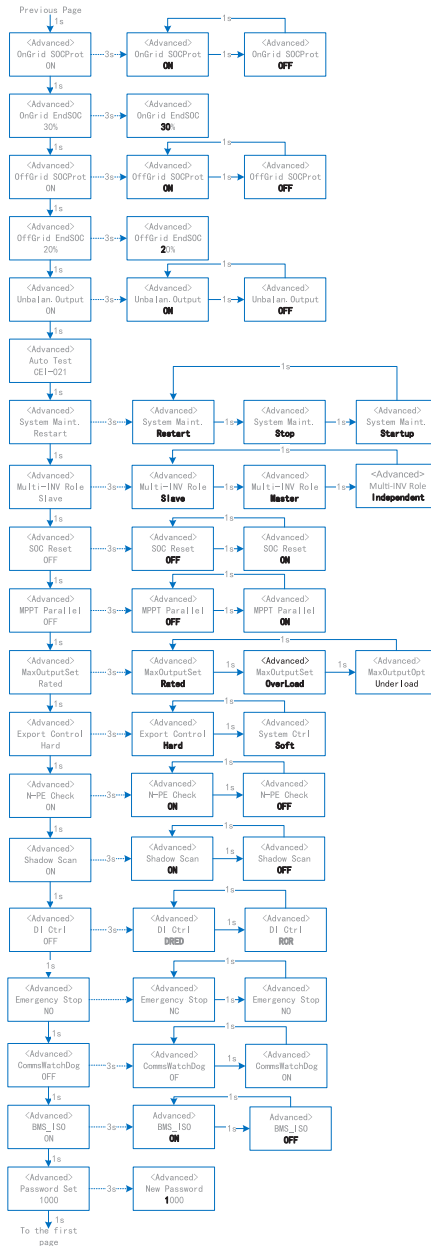 Previous Page
1s
1s
<Advanced>
OnGrid SOCProt
ON
3s
<Advanced>
OnGrid SOCProt
ON
1s
<Advanced>
OnGrid SOCProt
OFF
1s
<Advanced>
OnGrid EndSOC
30%
3s
<Advanced>
OnGrid EndSOC
30%
1s
1s
<Advanced>
OffGrid SOCProt
ON
3s
<Advanced>
OffGrid SOCProt
ON
1s
<Advanced>
OffGrid SOCProt
OFF
1s
<Advanced>
OffGrid EndSOC
20%
3s
<Advanced>
OffGrid EndSOC
20%
1s
1s
<Advanced>
Unbalan.Output
ON
3s
<Advanced>
Unbalan.Output
ON
1s
<Advanced>
Unbalan.Output
OFF
1s
<Advanced>
Auto Test
CEI-021
1s
1s
<Advanced>
System Maint.
Restart
3s
<Advanced>
System Maint.
Restart
1s
<Advanced>
System Maint.
Stop
1s
<Advanced>
System Maint.
Startup
1s
1s
<Advanced>
Multi-INV Role
Slave
3s
<Advanced>
Multi-INV Role
Slave
1s
<Advanced>
Multi-INV Role
Master
1s
<Advanced>
Multi-INV Role
Independent
1s
1s
<Advanced>
SOC Reset
OFF
3s
<Advanced>
SOC Reset
OFF
1s
<Advanced>
SOC Reset
ON
1s
1s
<Advanced>
MPPT Parallel
OFF
3s
<Advanced>
MPPT Parallel
OFF
1s
<Advanced>
MPPT Parallel
ON
1s
1s
<Advanced>
MaxOutputSet
Rated
3s
<Advanced>
MaxOutputSet
Rated
1s
<Advanced>
MaxOutputSet
OverLoad
1s
<Advanced>
MaxOutputOpt
Underload
1s
1s
<Advanced>
Export Control
Hard
3s
<Advanced>
Export Control
Hard
1s
<Advanced>
System Ctrl
Soft
1s
1s
<Advanced>
N-PE Check
ON
3s
<Advanced>
N-PE Check
ON
1s
<Advanced>
N-PE Check
OFF
1s
1s
<Advanced>
Shadow Scan
ON
3s
<Advanced>
Shadow Scan
ON
1s
<Advanced>
Shadow Scan
OFF
1s
1s
<Advanced>
DI Ctrl
OFF
3s
<Advanced>
DI Ctrl
DRED
1s
<Advanced>
DI Ctrl
ROR
1s
1s
<Advanced>
Emergency Stop
NO
<Advanced>
Emergency Stop
NC
1s
<Advanced>
Emergency Stop
NO
1s
1s
<Advanced>
CommsWatchDog
OFF
3s
<Advanced>
CommsWatchDog
OF
1s
<Advanced>
CommsWatchDog
ON
1s
1s
<Advanced>
BMS_ISO
ON
3s
Advanced>
BMS_ISO
ON
1s
Advanced>
BMS_ISO
OFF
1s
<Advanced>
Password Set
1000
3s
<Advanced>
New Password
1000
1s
To the first
page